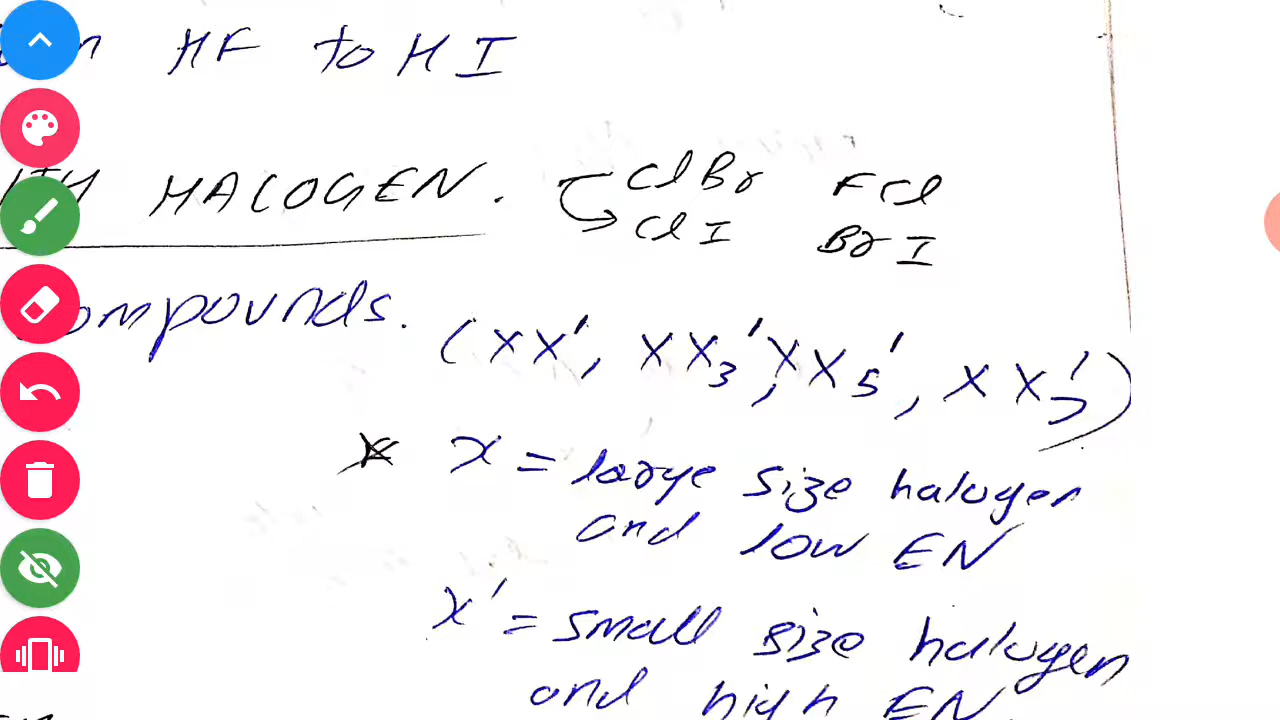 HF to HI
HALOGEN. ClBr FCl
ClI BrI
ompounds. (XX', XX3', XX5', XX7')
* X = large size halogen
and low EN
X' = small size halogen
and high EN.